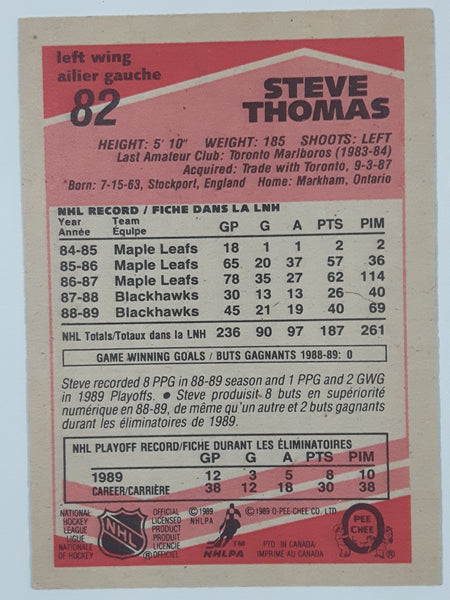 left wing
ailier gauche
82
STEVE
THOMAS
HEIGHT: 5' 10" WEIGHT: 185 SHOOTS: LEFT
Last Amateur Club: Toronto Marlboros (1983-84)
Acquired: Trade with Toronto, 9-3-87
Born: 7-15-63, Stockport, England Home: Markham, Ontario
NHL RECORD / FICHE DANS LA LNH
Year Team GP G A PTS PIM
Année Équipe
84-85 Maple Leafs 18 1 1 2 2
85-86 Maple Leafs 65 20 37 57 36
86-87 Maple Leafs 78 35 27 62 114
87-88 Blackhawks 30 13 13 26 40
88-89 Blackhawks 45 21 19 40 69
NHL Totals/Totaux dans la LNH 236 90 97 187 261
GAME WINNING GOALS / BUTS GAGNANTS 1988-89: 0
Steve recorded 8 PPG in 88-89 season and 1 PPG and 2 GWG
in 1989 Playoffs. • Steve produisit 8 buts en supériorité
numérique en 88-89, de même qu'un autre et 2 buts gagnants
durant les éliminatoires de 1989.
NHL PLAYOFF RECORD/FICHE DURANT LES ÉLIMINATOIRES
GP G A PTS PIM
1989 12 3 5 8 10
CAREER/CARRIÈRE 38 12 18 30 38
NATIONAL
HOCKEY
LEAGUE
LIGUE
NATIONALE
DE HOCKEY
NHL
OFFICIAL
LICENSED
PRODUCT
PRODUIT
LICENCIÉ
OFFICIEL
®
© 1989
NHLPA
TM
NHLPA
© 1989 O-PEE-CHEE CO. LTD
PTD. IN CANADA/
IMPRIME AU CANADA
O
PEE
CHEE
®